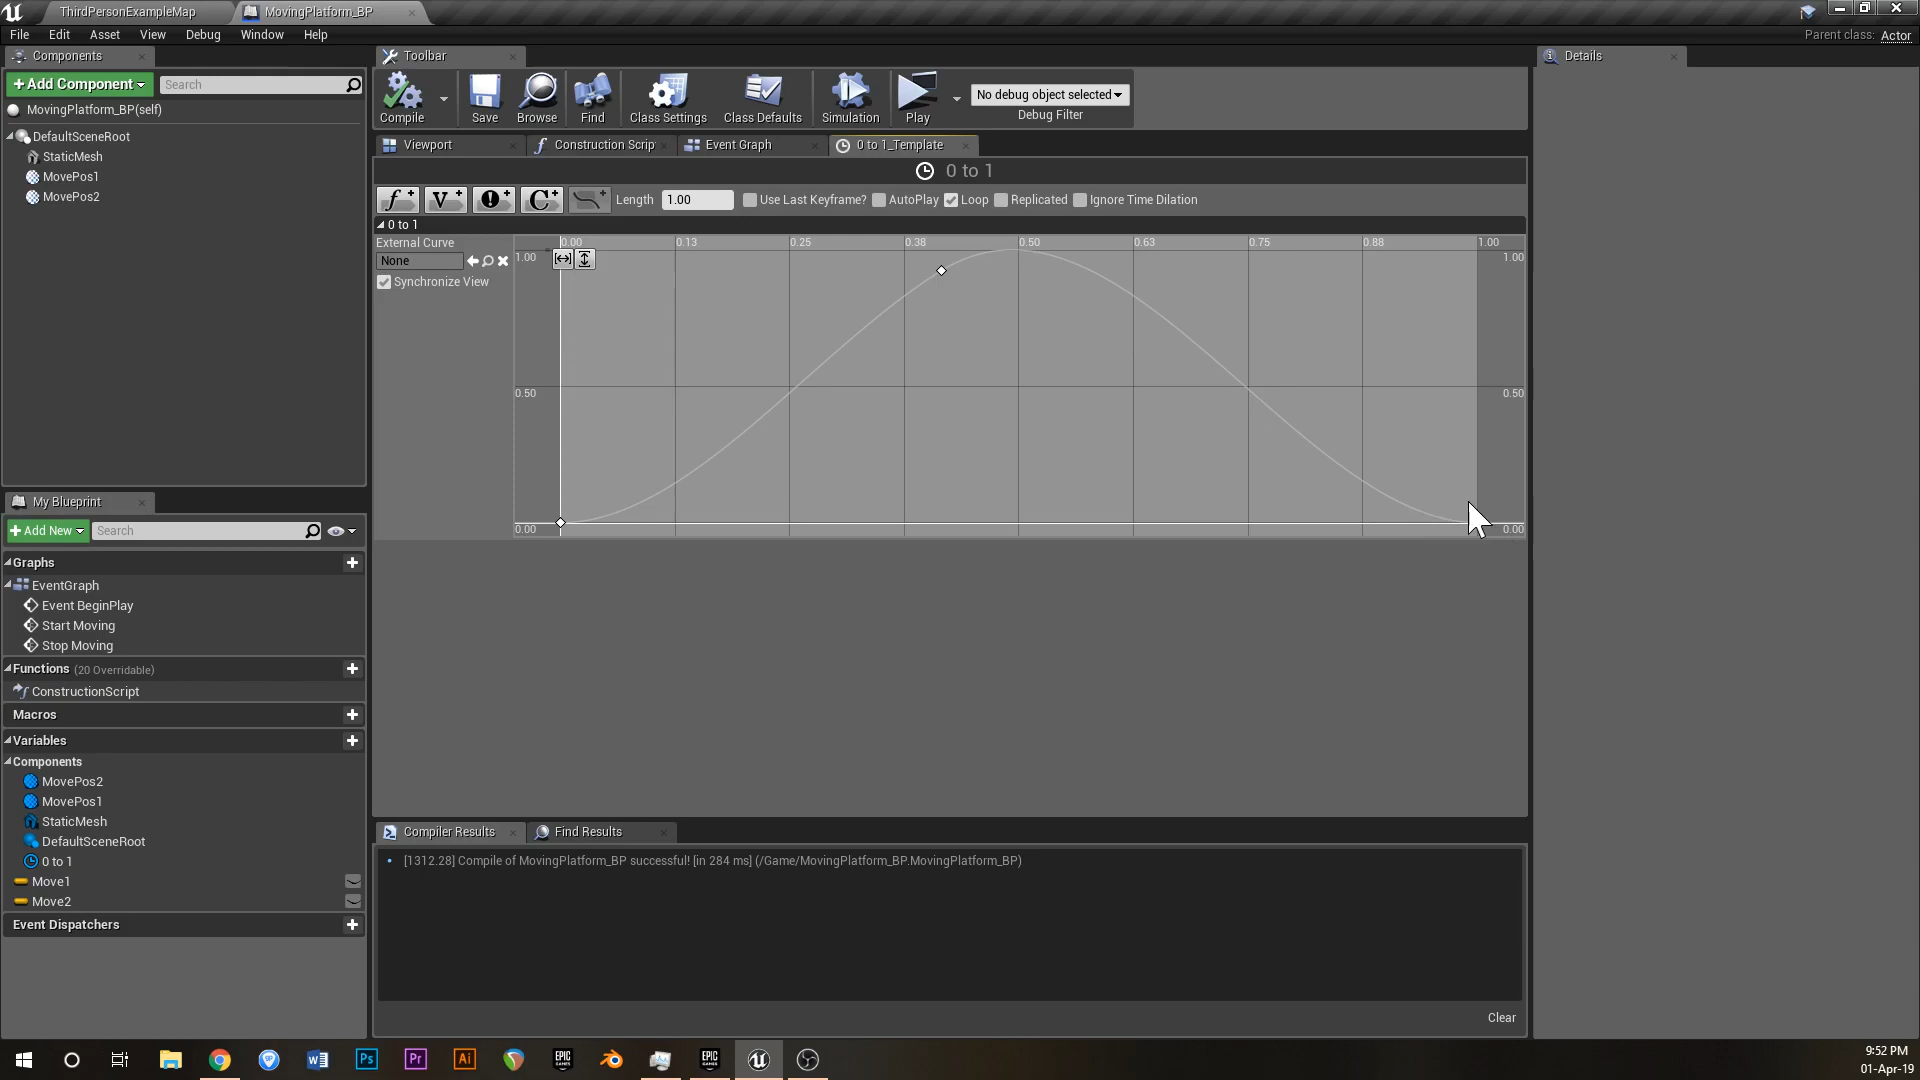 ThirdPersonExampleMap
MovingPlatform_BP
File Edit Asset View Debug Window Help
Parent class: Actor
Components
Toolbar
Details
+Add Component
Search
MovingPlatform_BP(self)
DefaultSceneRoot
StaticMesh
MovePos1
MovePos2
Compile
Save
Browse
Find
Class Settings
Class Defaults
Simulation
Play
No debug object selected
Debug Filter
Viewport
Construction Scrip
Event Graph
0 to 1_Template
0 to 1
Length 1.00 Use Last Keyframe? AutoPlay Loop Replicated Ignore Time Dilation
0 to 1
External Curve
None
Synchronize View
0.00 0.13 0.25 0.38 0.50 0.63 0.75 0.88 1.00
1.00 1.00
0.50 0.50
0.00 0.00
My Blueprint
+Add New
Search
Graphs
EventGraph
Event BeginPlay
Start Moving
Stop Moving
Functions (20 Overridable)
ConstructionScript
Macros
Variables
Components
MovePos2
MovePos1
StaticMesh
DefaultSceneRoot
0 to 1
Move1
Move2
Event Dispatchers
Compiler Results
Find Results
[1312.28] Compile of MovingPlatform_BP successful! [in 284 ms] (/Game/MovingPlatform_BP.MovingPlatform_BP)
Clear
Ps
Pr
Ai
EPIC GAMES
EPIC GAMES
9:52 PM
01-Apr-19